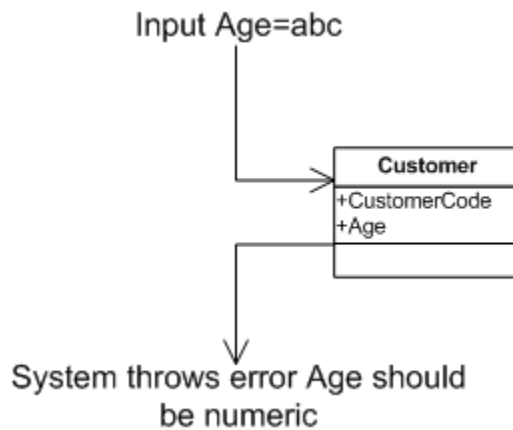 Input Age=abc
Customer
+CustomerCode
+Age
System throws error Age should
be numeric